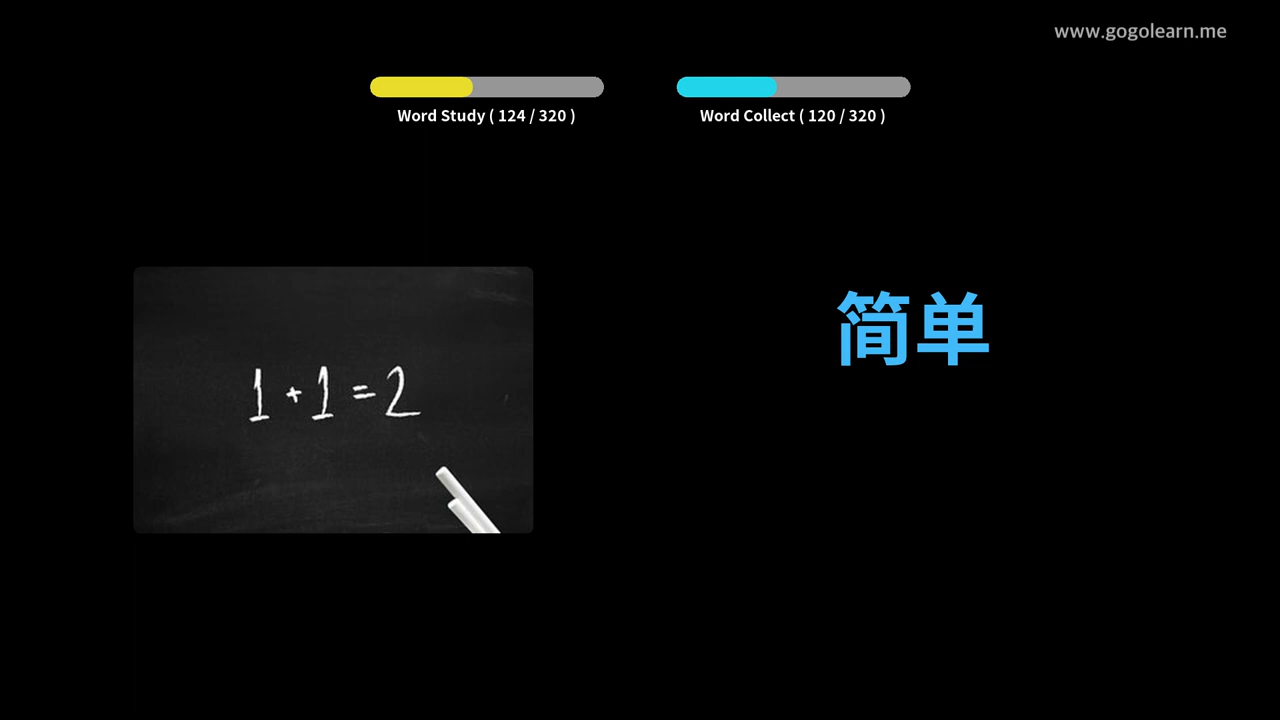 www.gogolearn.me
Word Study ( 124 / 320 )
Word Collect ( 120 / 320 )
简单
1 + 1 = 2